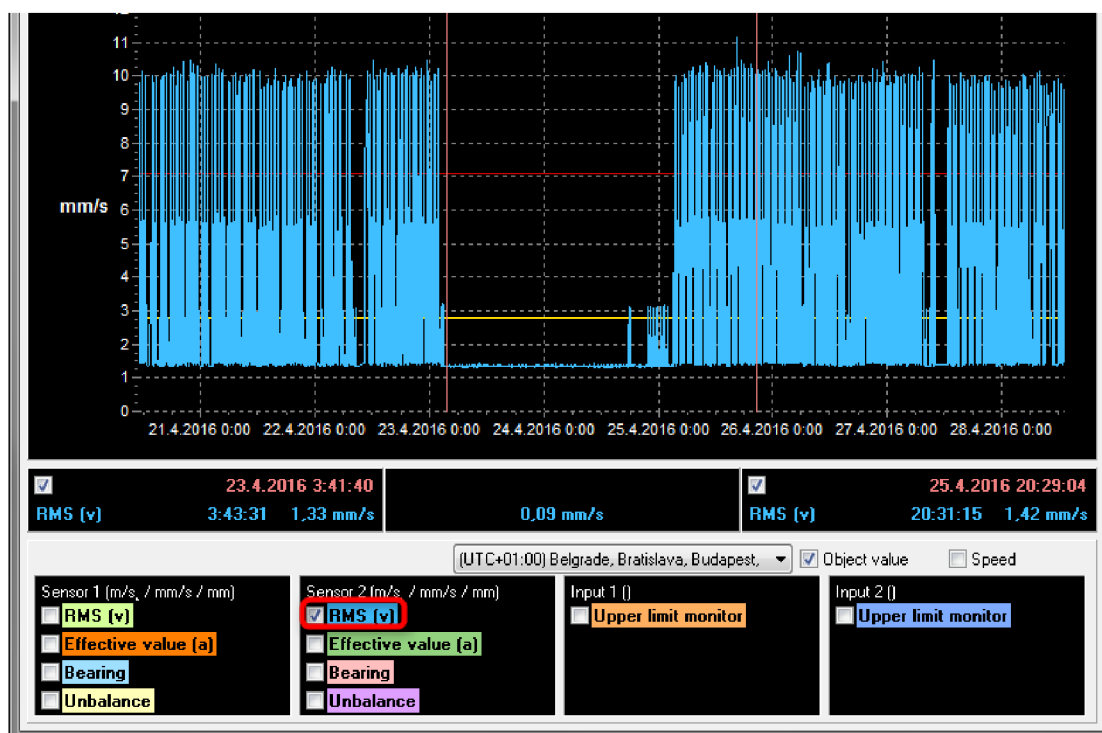 11
10
9
8
7
mm/s 6
5
4
3
2
1
0
21.4.2016 0:00 22.4.2016 0:00 23.4.2016 0:00 24.4.2016 0:00 25.4.2016 0:00 26.4.2016 0:00 27.4.2016 0:00 28.4.2016 0:00
23.4.2016 3:41:40 25.4.2016 20:29:04
RMS (v) 3:43:31 1,33 mm/s 0,09 mm/s RMS (v) 20:31:15 1,42 mm/s
(UTC+01:00) Belgrade, Bratislava, Budapest, Object value Speed
Sensor 1 (m/s, / mm/s / mm) Sensor 2 (m/s, / mm/s / mm) Input 1 () Input 2 ()
RMS (v) RMS (v) Upper limit monitor Upper limit monitor
Effective value (a) Effective value (a)
Bearing Bearing
Unbalance Unbalance